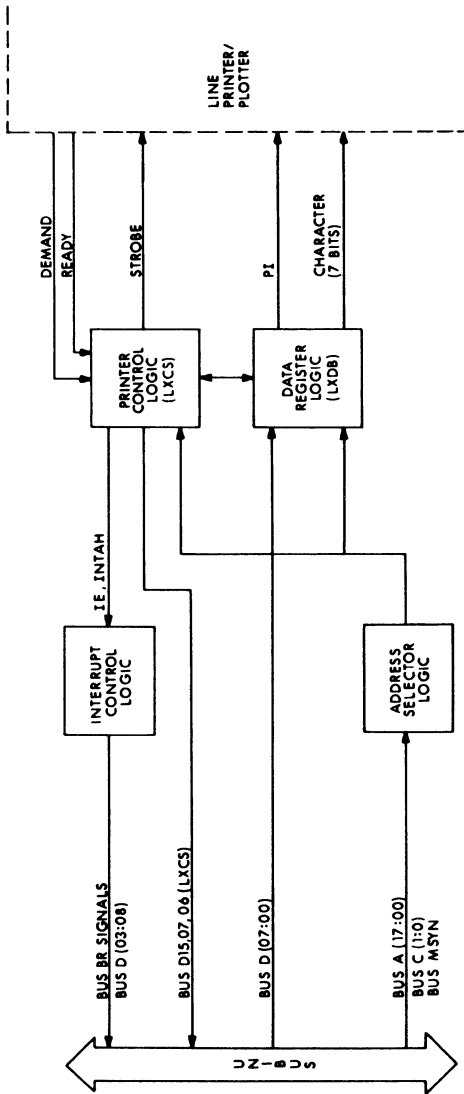 DEMAND
READY
STROBE
PI
CHARACTER
(7 BITS)
LINE
PRINTER/
PLOTTER
PRINTER
CONTROL
LOGIC
(LXCS)
DATA
REGISTER
LOGIC
(LXDB)
IE, INTAH
INTERRUPT
CONTROL
LOGIC
ADDRESS
SELECTOR
LOGIC
BUS BR SIGNALS
BUS D (03:08)
BUS D15,07,06 (LXCS)
BUS D (07:00)
BUS A (17:00)
BUS C (1:0)
BUS MSYN
UNIBUS